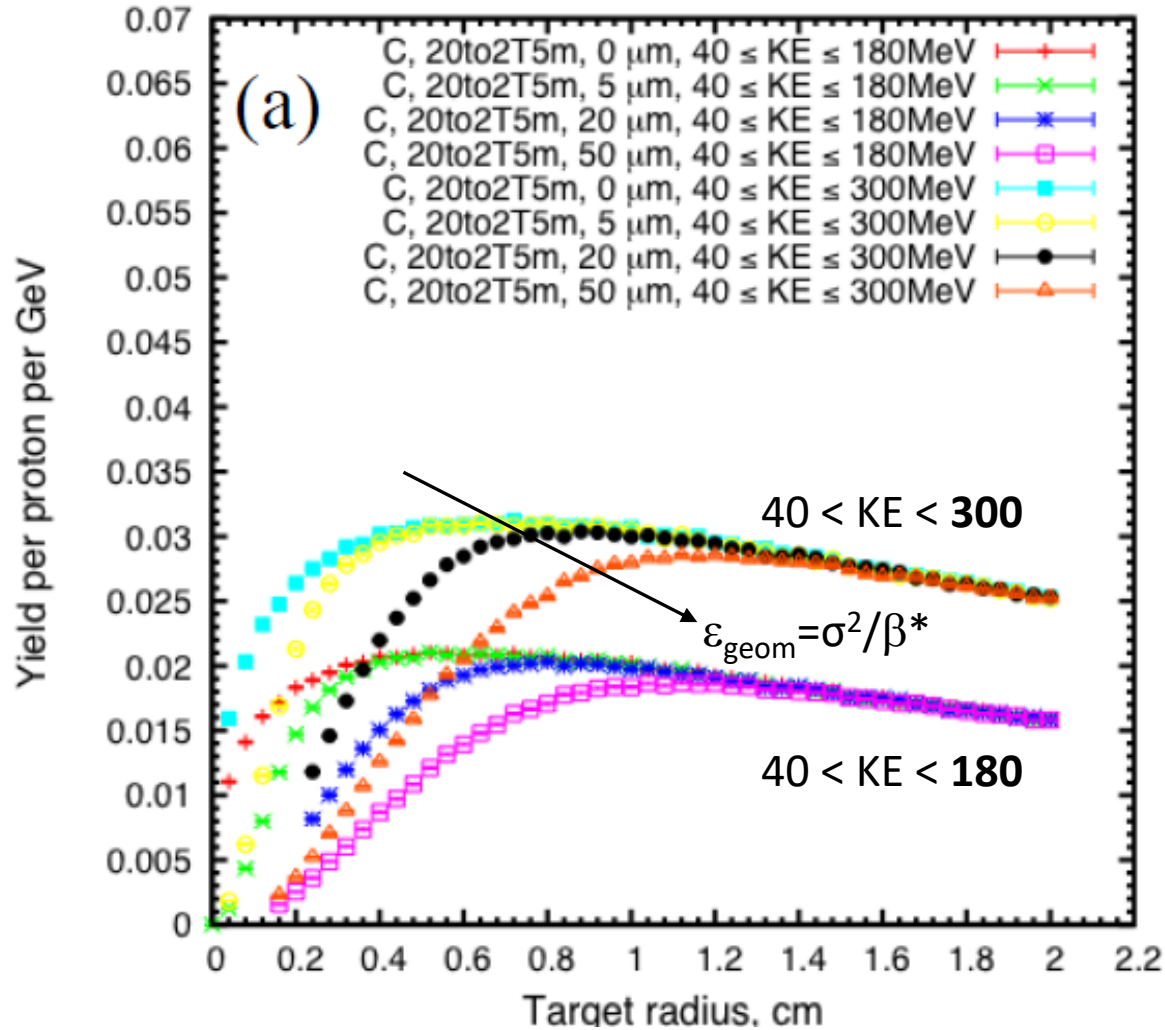 (a)
C, 20to2T5m, 0 μm, 40 ≤ KE ≤ 180MeV
C, 20to2T5m, 5 μm, 40 ≤ KE ≤ 180MeV
C, 20to2T5m, 20 μm, 40 ≤ KE ≤ 180MeV
C, 20to2T5m, 50 μm, 40 ≤ KE ≤ 180MeV
C, 20to2T5m, 0 μm, 40 ≤ KE ≤ 300MeV
C, 20to2T5m, 5 μm, 40 ≤ KE ≤ 300MeV
C, 20to2T5m, 20 μm, 40 ≤ KE ≤ 300MeV
C, 20to2T5m, 50 μm, 40 ≤ KE ≤ 300MeV
Yield per proton per GeV
0.07
0.065
0.06
0.055
0.05
0.045
0.04
0.035
0.03
0.025
0.02
0.015
0.01
0.005
0
40 < KE < 300
εgeom=σ²/β*
40 < KE < 180
0 0.2 0.4 0.6 0.8 1 1.2 1.4 1.6 1.8 2 2.2
Target radius, cm